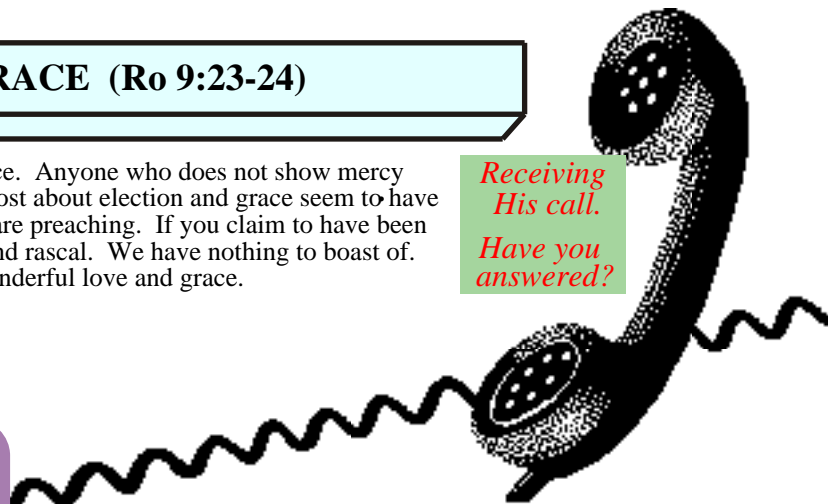 RACE (Ro 9:23-24)
ce. Anyone who does not show mercy
ost about election and grace seem to have
are preaching. If you claim to have been
nd rascal. We have nothing to boast of.
nderful love and grace.
Receiving
His call.
Have you
answered?